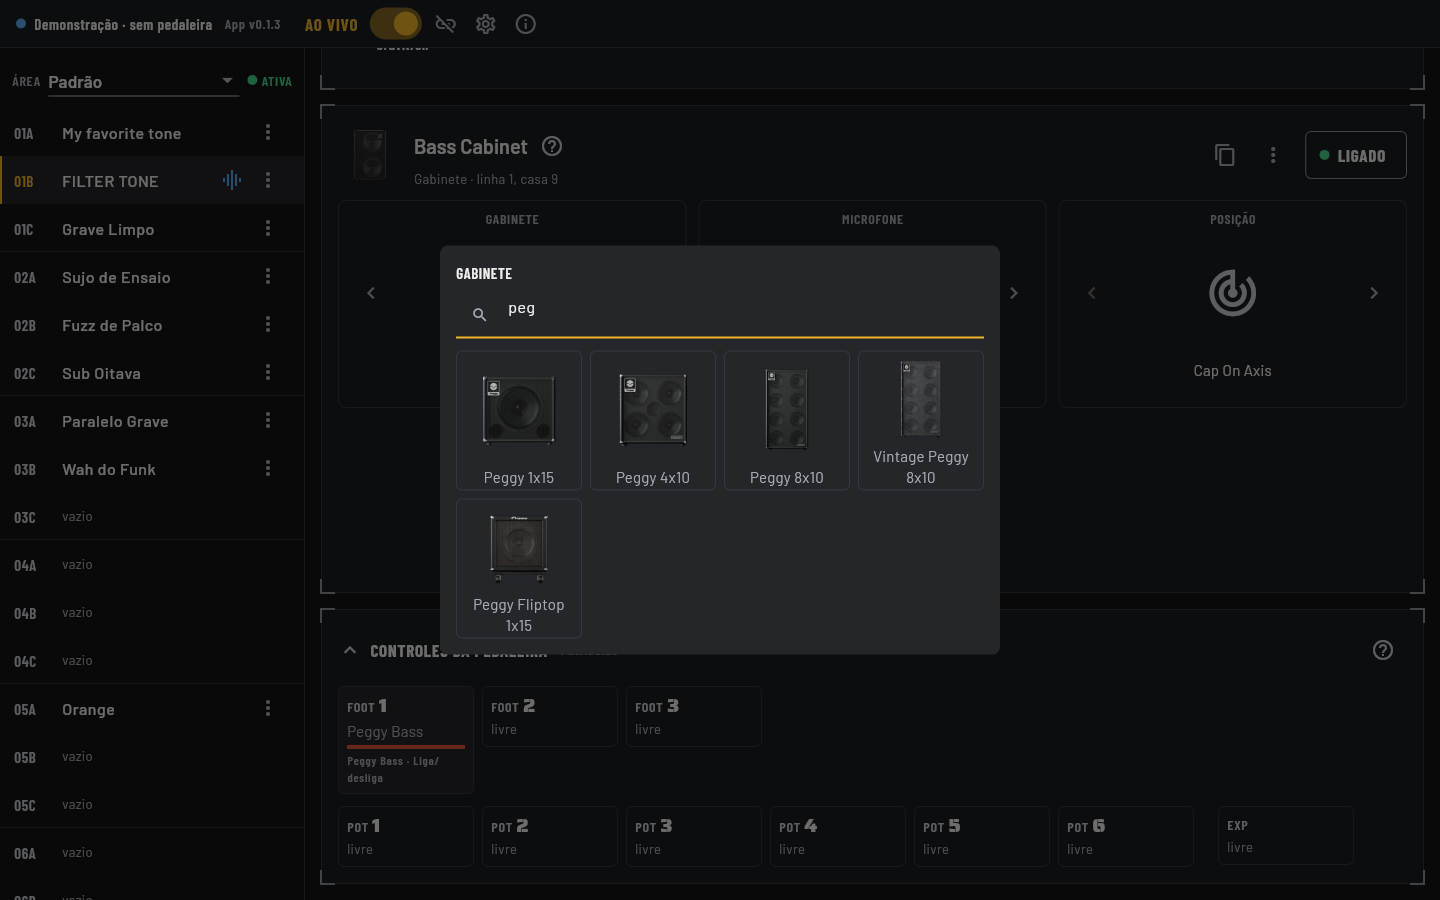 Demonstração · sem pedaleira App v0.1.3 AO VIVO
ÁREA Padrão ATIVA
01A My favorite tone
01B FILTER TONE
01C Grave Limpo
02A Sujo de Ensaio
02B Fuzz de Palco
02C Sub Oitava
03A Paralelo Grave
03B Wah do Funk
03C vazio
04A vazio
04B vazio
04C vazio
05A Orange
05B vazio
05C vazio
06A vazio
Bass Cabinet
Gabinete · linha 1, casa 9
LIGADO
GABINETE
MICROFONE
POSIÇÃO
Cap On Axis
GABINETE
peg
Peggy 1x15
Peggy 4x10
Peggy 8x10
Vintage Peggy
8x10
Peggy Fliptop
1x15
CONTROLES DA PEDALEIRA
FOOT 1
Peggy Bass
Peggy Bass · Liga/
desliga
FOOT 2
livre
FOOT 3
livre
POT 1
livre
POT 2
livre
POT 3
livre
POT 4
livre
POT 5
livre
POT 6
livre
EXP
livre